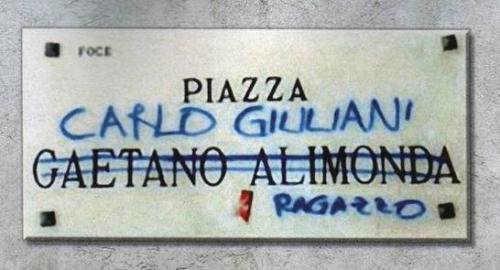 FOCE
PIAZZA
CARLO GIULIANI
GAETANO ALIMONDA
RAGAZZO